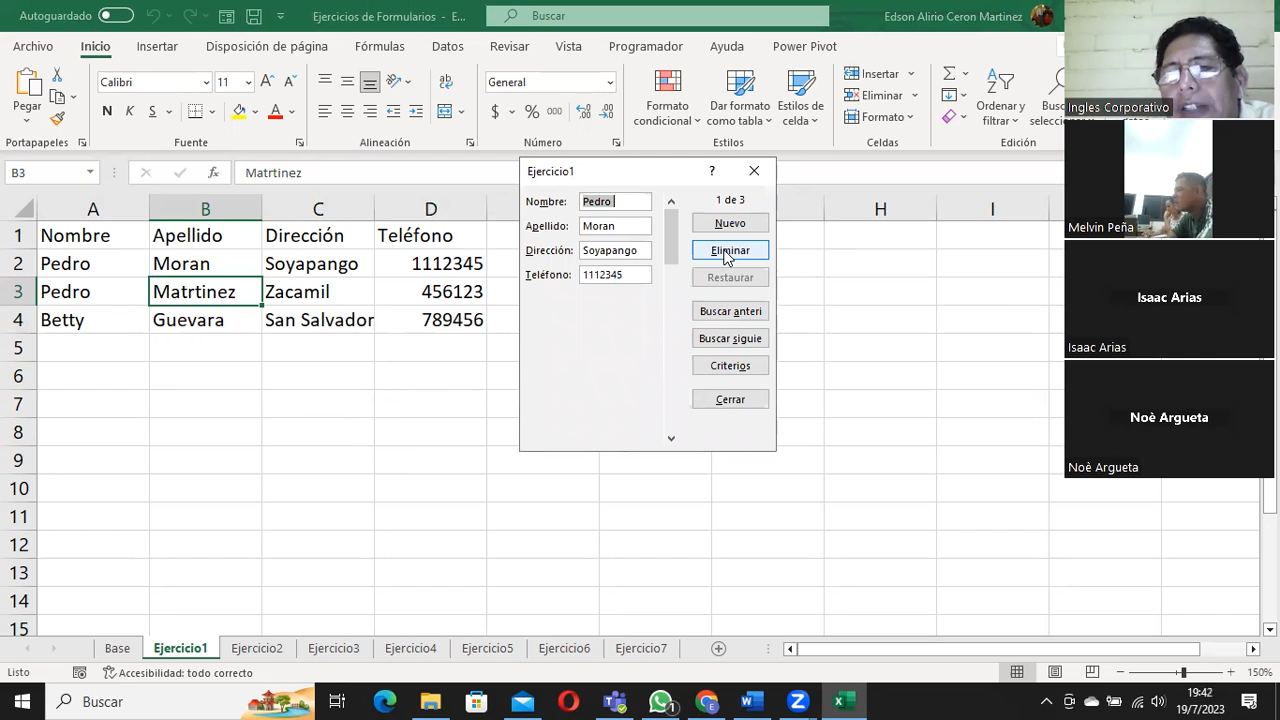 Autoguardado
Ejercicios de Formularios - E...
Buscar
Edson Alirio Ceron Martinez
Archivo Inicio Insertar Disposición de página Fórmulas Datos Revisar Vista Programador Ayuda Power Pivot
Pegar
Calibri 11
N K S
General
$ % 000
Formato condicional
Dar formato como tabla
Estilos de celda
Insertar
Eliminar
Formato
Ordenar y filtrar
Portapapeles Fuente Alineación Número Estilos Celdas
B3 fx Matrtinez
A B C D H I
1 Nombre Apellido Dirección Teléfono
2 Pedro Moran Soyapango 1112345
3 Pedro Matrtinez Zacamil 456123
4 Betty Guevara San Salvador 789456
5
6
7
8
9
10
11
12
13
14
15
Ejercicio1 ?
Nombre: Pedro
Apellido: Moran
Dirección: Soyapango
Teléfono: 1112345
1 de 3
Nuevo
Eliminar
Restaurar
Buscar anteri
Buscar siguie
Criterios
Cerrar
Ingles Corporativo
Melvin Peña
Isaac Arias
Isaac Arias
Noè Argueta
Noè Argueta
Base Ejercicio1 Ejercicio2 Ejercicio3 Ejercicio4 Ejercicio5 Ejercicio6 Ejercicio7
Listo Accesibilidad: todo correcto 150%
Buscar
19:42
19/7/2023